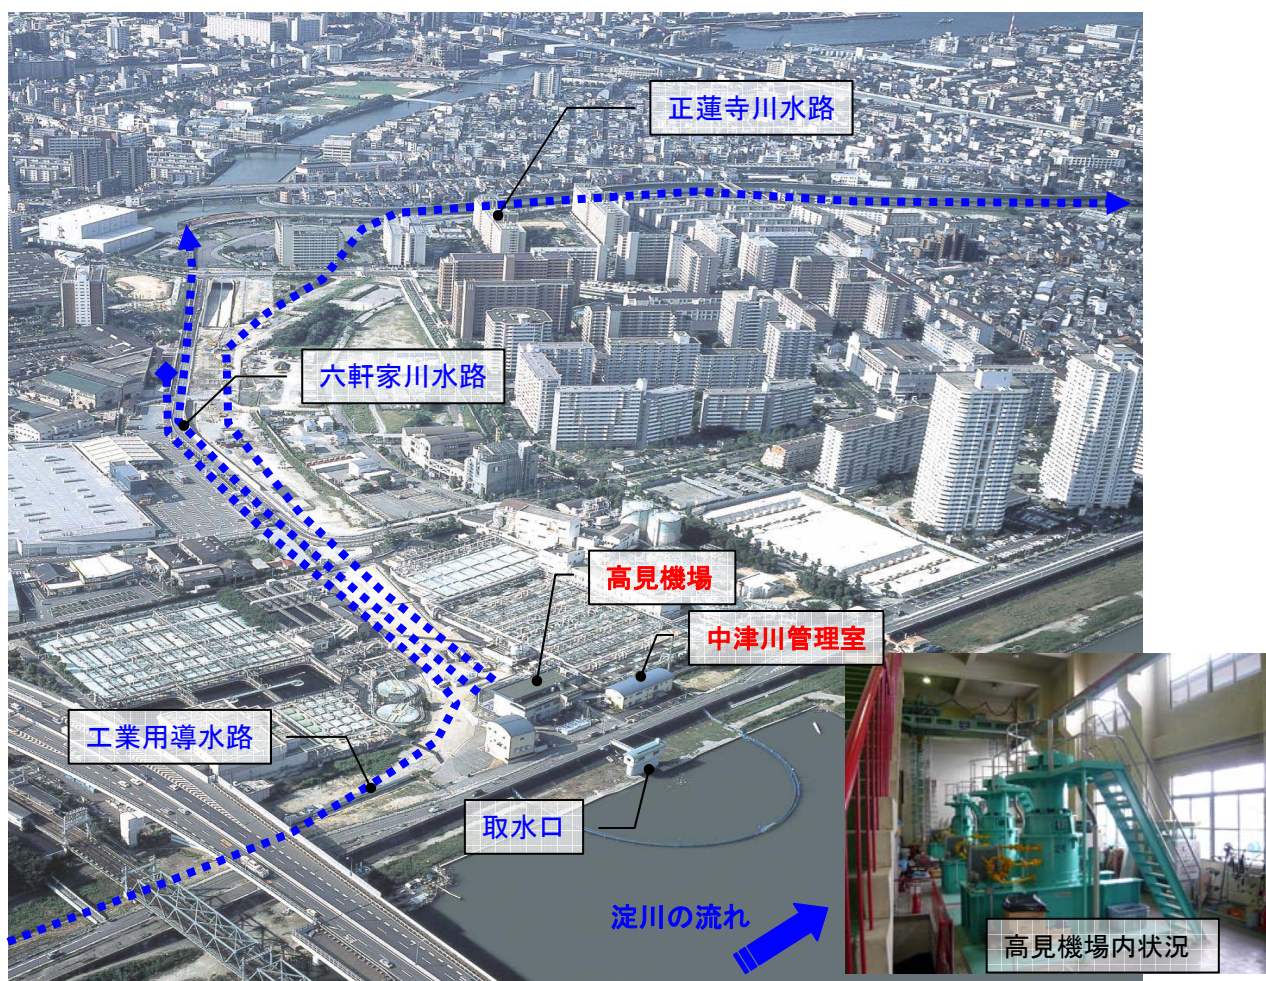 正蓮寺川水路
六軒家川水路
高見機場
中津川管理室
工業用導水路
取水口
淀川の流れ
高見機場内状況